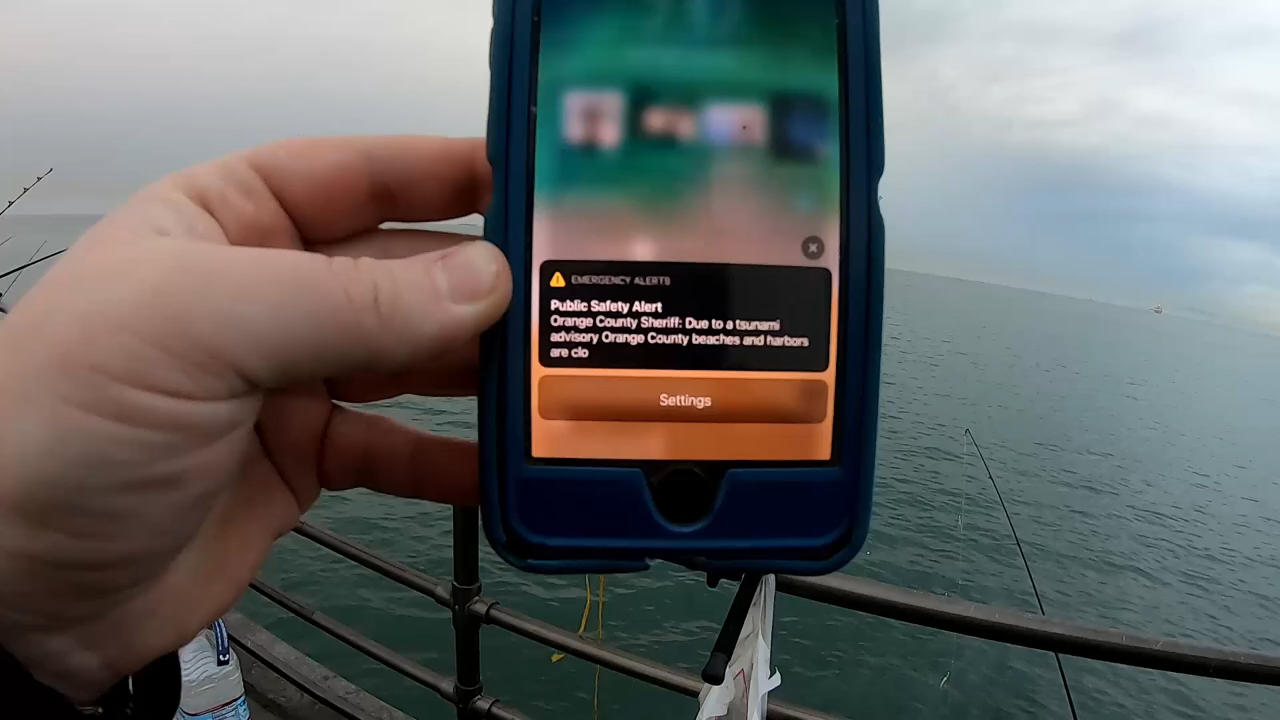 EMERGENCY ALERTS
Public Safety Alert
Orange County Sheriff: Due to a tsunami
advisory Orange County beaches and harbors
are clo
Settings